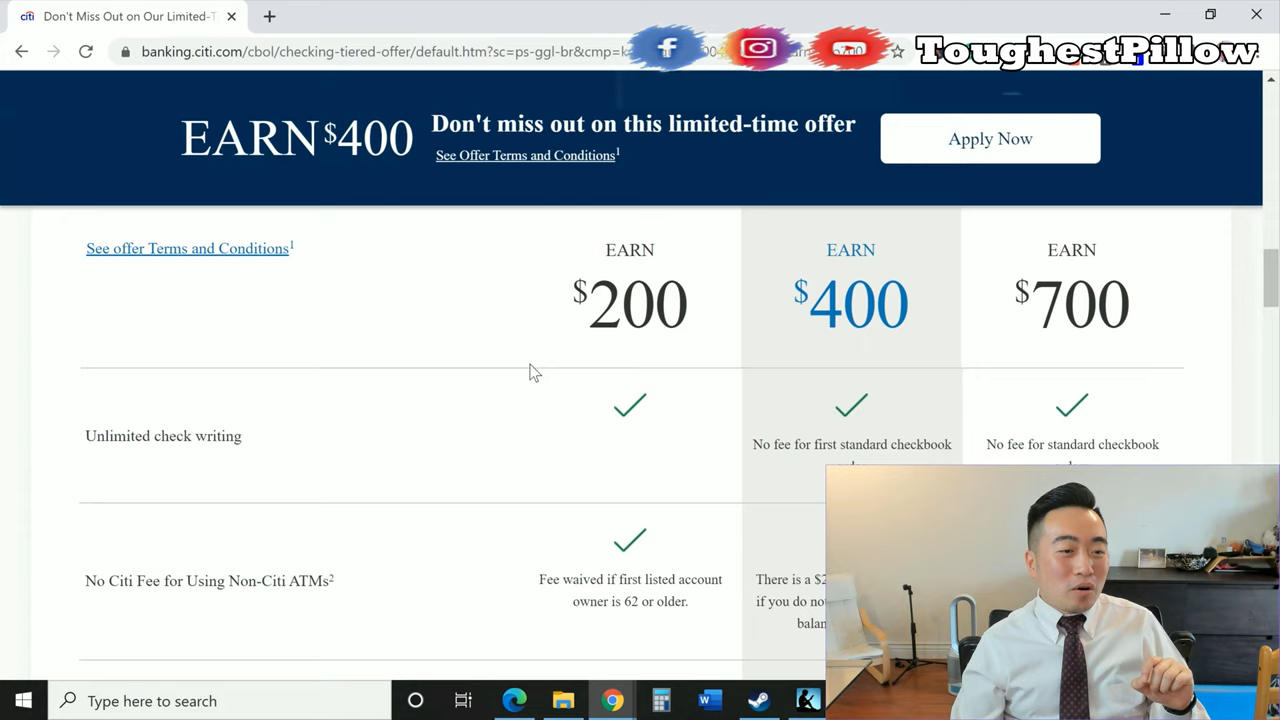 citi
Don't Miss Out on Our Limited-T
banking.citi.com/cbol/checking-tiered-offer/default.htm?sc=ps-ggl-br&cmp=k
ToughestPillow
EARN $400
Don't miss out on this limited-time offer
See Offer Terms and Conditions1
Apply Now
See offer Terms and Conditions1
EARN
$200
EARN
$400
EARN
$700
Unlimited check writing
No fee for first standard checkbook
No fee for standard checkbook
No Citi Fee for Using Non-Citi ATMs2
Fee waived if first listed account
owner is 62 or older.
There is a $2
if you do no
balan
Type here to search